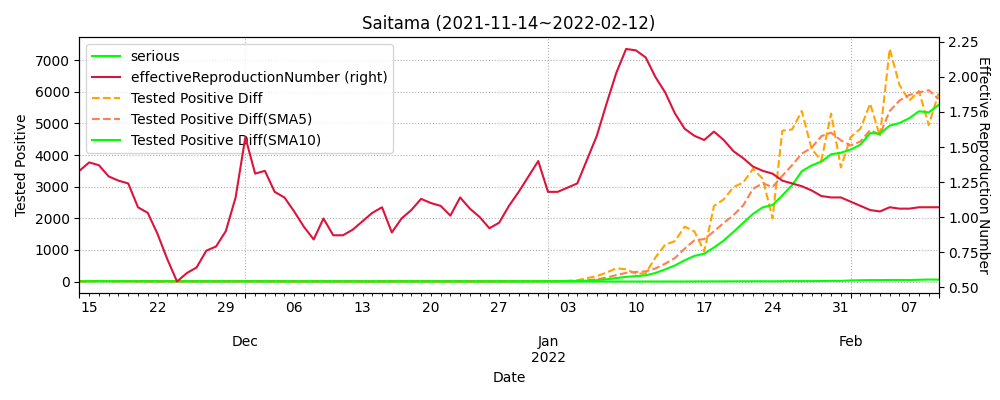 Saitama (2021-11-14~2022-02-12)
serious
effectiveReproductionNumber (right)
Tested Positive Diff
Tested Positive Diff(SMA5)
Tested Positive Diff(SMA10)
Tested Positive
7000
6000
5000
4000
3000
2000
1000
0
2.25
2.00
1.75
1.50
1.25
1.00
0.75
0.50
Effective Reproduction Number
15 22 29 06 13 20 27 03 10 17 24 31 07
Dec Jan Feb
2022
Date